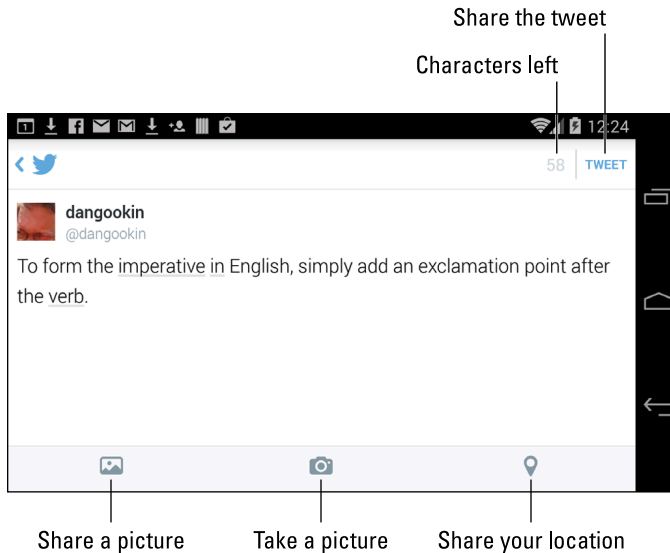 Share the tweet
Characters left
1 12:24
58 TWEET
dangookin
@dangookin
To form the imperative in English, simply add an exclamation point after
the verb.
Share a picture Take a picture Share your location